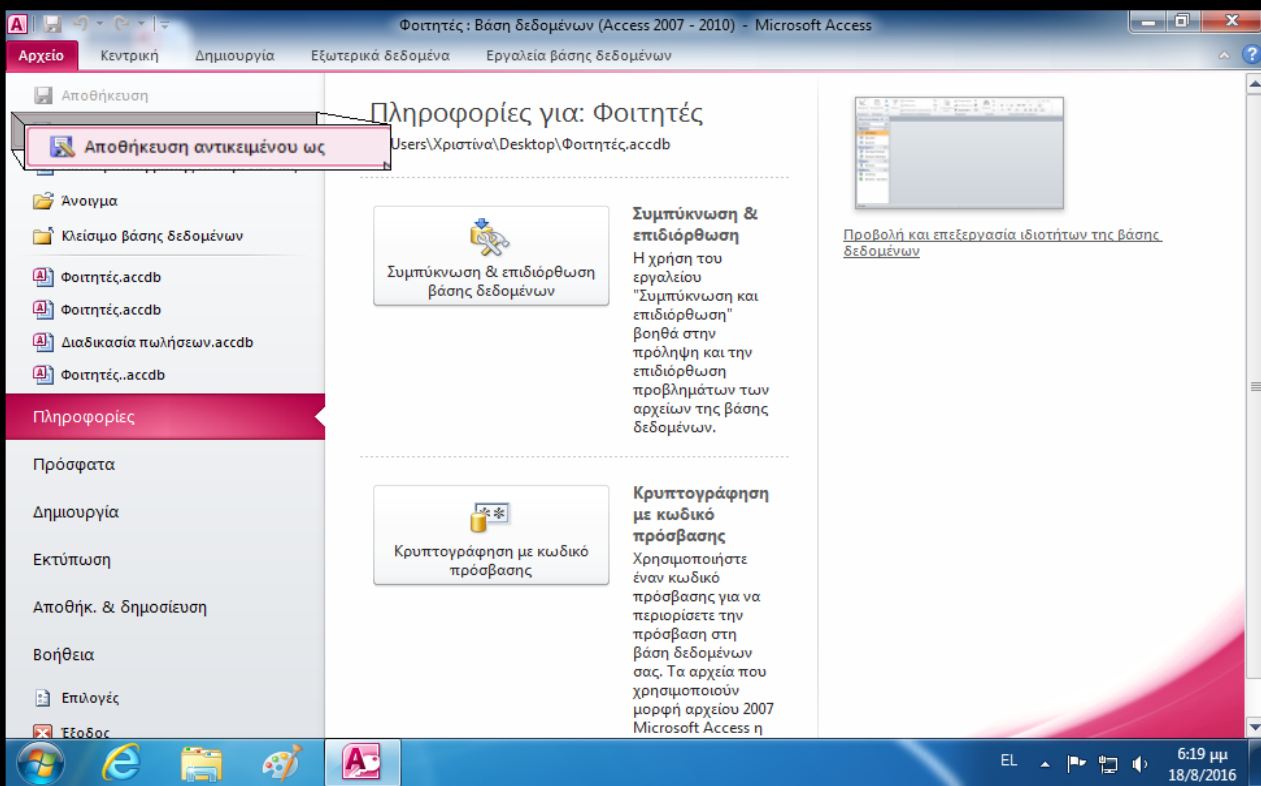 Φοιτητές : Βάση δεδομένων (Access 2007 - 2010) - Microsoft Access
Αρχείο Κεντρική Δημιουργία Εξωτερικά δεδομένα Εργαλεία βάσης δεδομένων
Αποθήκευση
Αποθήκευση αντικειμένου ως
Άνοιγμα
Κλείσιμο βάσης δεδομένων
Φοιτητές.accdb
Φοιτητές.accdb
Διαδικασία πωλήσεων.accdb
Φοιτητές..accdb
Πληροφορίες
Πρόσφατα
Δημιουργία
Εκτύπωση
Αποθήκ. & δημοσίευση
Βοήθεια
Επιλογές
Έξοδος
Πληροφορίες για: Φοιτητές
Users\Χριστίνα\Desktop\Φοιτητές.accdb
Συμπύκνωση & επιδιόρθωση
βάσης δεδομένων
Συμπύκνωση &
επιδιόρθωση
Η χρήση του
εργαλείου
"Συμπύκνωση και
επιδιόρθωση"
βοηθά στην
πρόληψη και την
επιδιόρθωση
προβλημάτων των
αρχείων της βάσης
δεδομένων.
Κρυπτογράφηση με κωδικό
πρόσβασης
Κρυπτογράφηση
με κωδικό
πρόσβασης
Χρησιμοποιήστε
έναν κωδικό
πρόσβασης για να
περιορίσετε την
πρόσβαση στη
βάση δεδομένων
σας. Τα αρχεία που
χρησιμοποιούν
μορφή αρχείου 2007
Microsoft Access η
Προβολή και επεξεργασία ιδιοτήτων της βάσης
δεδομένων
EL
6:19 μμ
18/8/2016